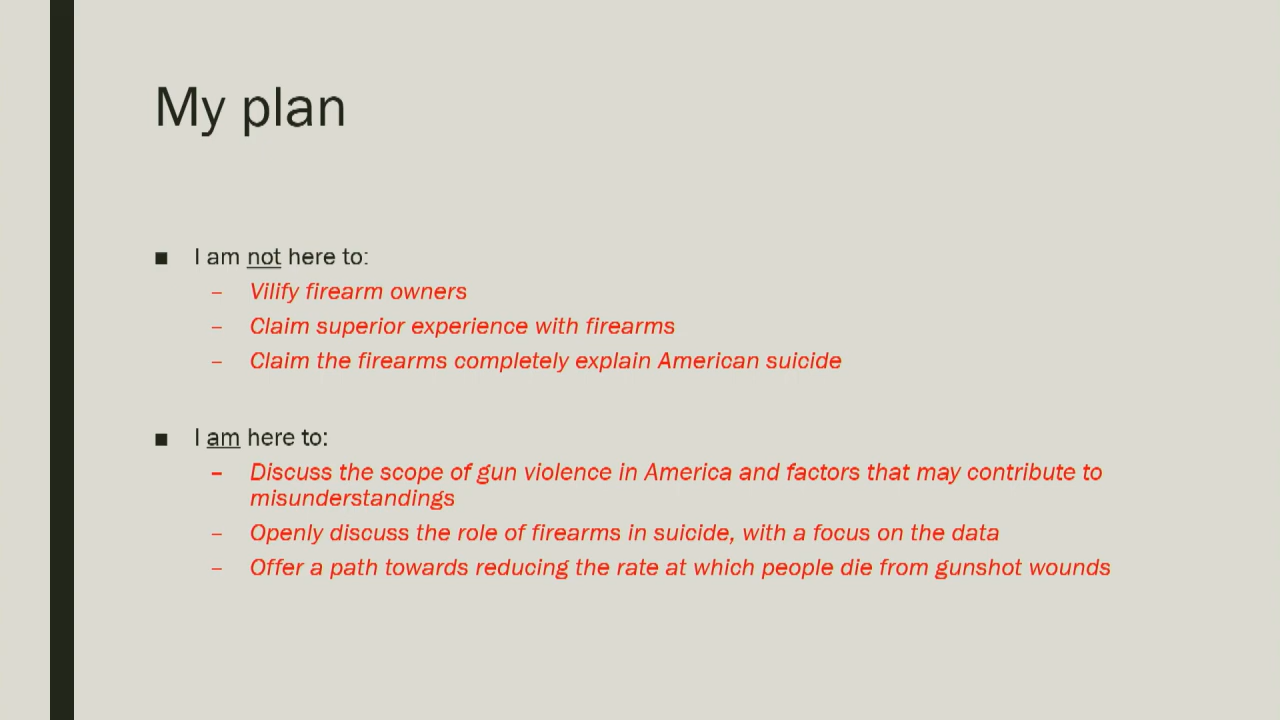 My plan
■ I am not here to:
– Vilify firearm owners
– Claim superior experience with firearms
– Claim the firearms completely explain American suicide
■ I am here to:
– Discuss the scope of gun violence in America and factors that may contribute to
misunderstandings
– Openly discuss the role of firearms in suicide, with a focus on the data
– Offer a path towards reducing the rate at which people die from gunshot wounds